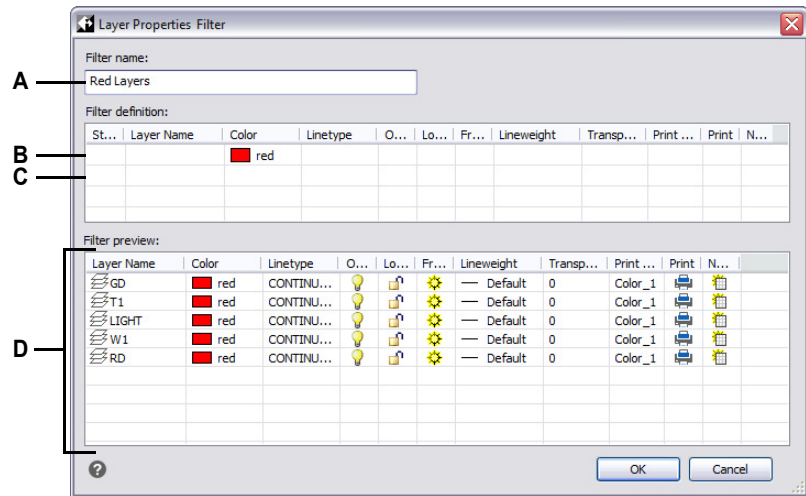 Layer Properties Filter
Filter name:
A
Red Layers
Filter definition:
St... Layer Name Color Linetype O... Lo... Fr... Lineweight Transp... Print ... Print N...
B red
C
Filter preview:
Layer Name Color Linetype O... Lo... Fr... Lineweight Transp... Print ... Print N...
GD red CONTINU... Default 0 Color_1
T1 red CONTINU... Default 0 Color_1
LIGHT red CONTINU... Default 0 Color_1
W1 red CONTINU... Default 0 Color_1
D
RD red CONTINU... Default 0 Color_1
? OK Cancel